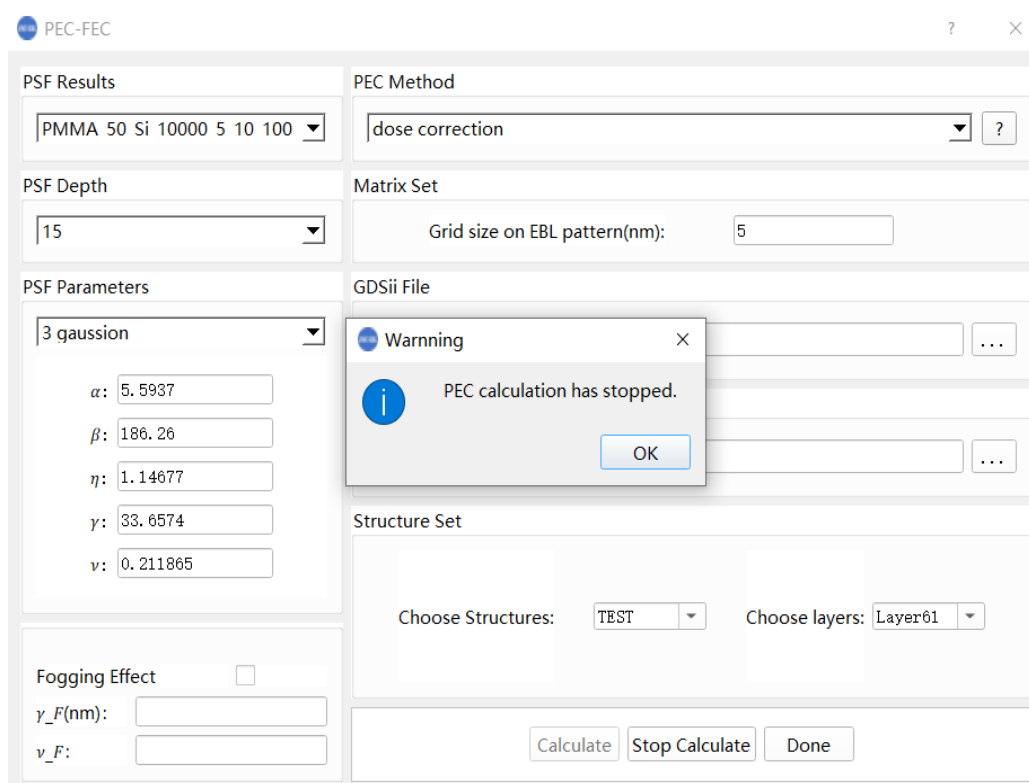 PEC-FEC
?
PSF Results
PMMA 50 Si 10000 5 10 100
PEC Method
dose correction
?
PSF Depth
15
Matrix Set
Grid size on EBL pattern(nm):
5
PSF Parameters
3 gaussion
α: 5.5937
β: 186.26
η: 1.14677
γ: 33.6574
ν: 0.211865
GDSii File
...
...
Warnning
PEC calculation has stopped.
OK
Structure Set
Choose Structures: TEST
Choose layers: Layer61
Fogging Effect
γ_F(nm):
ν_F:
Calculate
Stop Calculate
Done